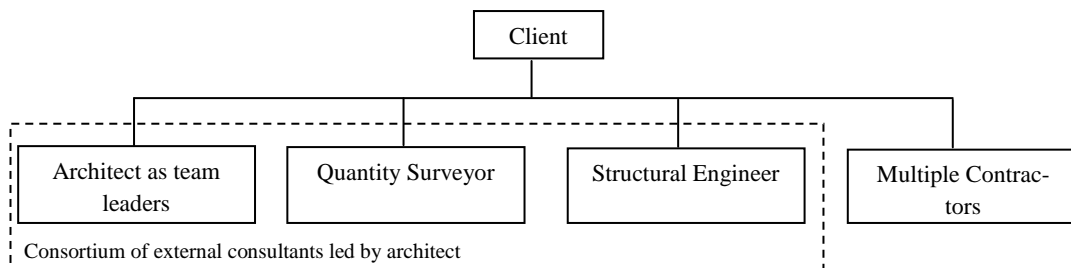 Client
Architect as team
leaders
Quantity Surveyor
Structural Engineer
Multiple Contrac-
tors
Consortium of external consultants led by architect